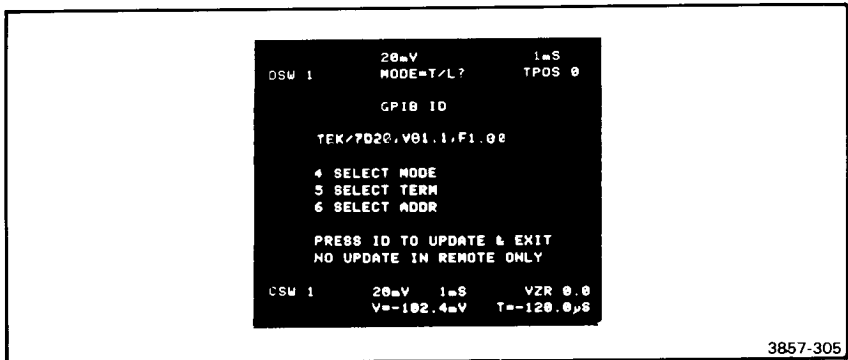 20mV 1mS
DSW 1 MODE=T/L? TPOS 0
GPIB ID
TEK/7D20,V81.1,F1.00
4 SELECT MODE
5 SELECT TERM
6 SELECT ADDR
PRESS ID TO UPDATE & EXIT
NO UPDATE IN REMOTE ONLY
CSW 1 20mV 1mS VZR 0.0
V=-102.4mV T=-120.0µS
3857-305